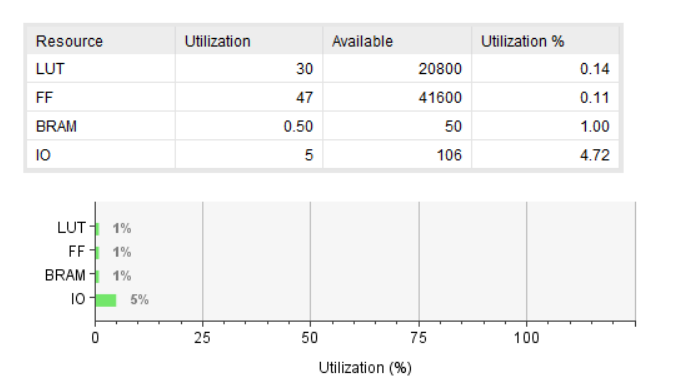 Resource Utilization Available Utilization %
LUT 30 20800 0.14
FF 47 41600 0.11
BRAM 0.50 50 1.00
IO 5 106 4.72
LUT 1%
FF 1%
BRAM 1%
IO 5%
0 25 50 75 100
Utilization (%)